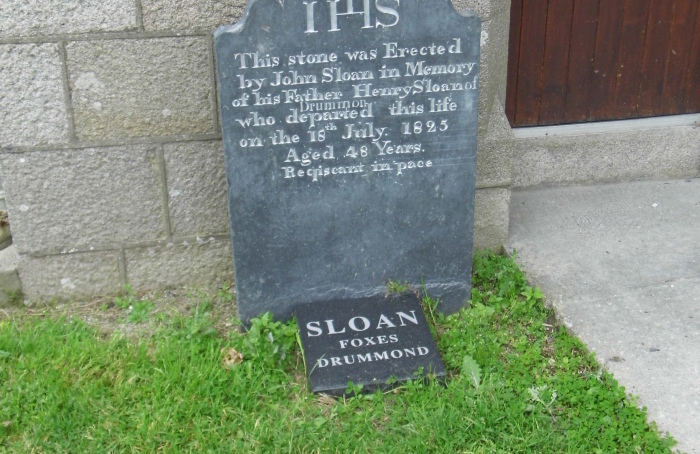 IHS
This stone was Erected
by John Sloan in Memory
of his Father Henry Sloan of
Drummon
who departed this life
on the 18th July. 1825
Aged 48 Years.
Reqiscant in pace
SLOAN
FOXES
DRUMMOND